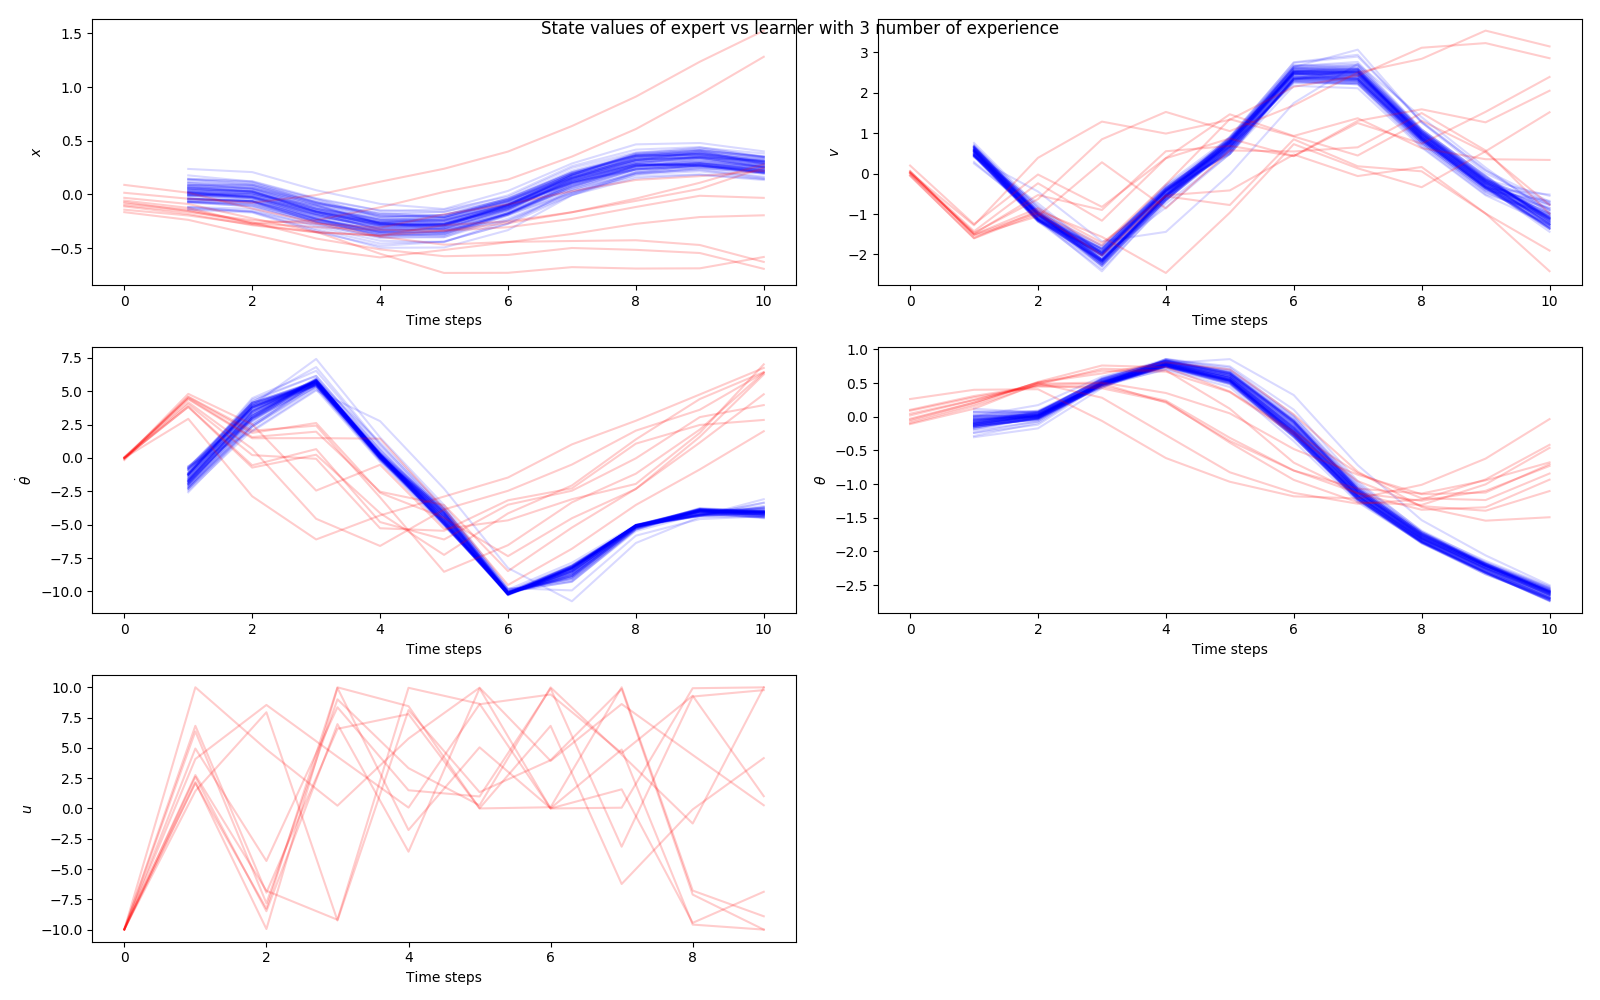 State values of expert vs learner with 3 number of experience
1.5
1.0
0.5
0.0
−0.5
x
0 2 4 6 8 10
Time steps
3
2
1
0
−1
−2
v
0 2 4 6 8 10
Time steps
7.5
5.0
2.5
0.0
−2.5
−5.0
−7.5
−10.0
θ̇
0 2 4 6 8 10
Time steps
1.0
0.5
0.0
−0.5
−1.0
−1.5
−2.0
−2.5
θ
0 2 4 6 8 10
Time steps
10.0
7.5
5.0
2.5
0.0
−2.5
−5.0
−7.5
−10.0
u
0 2 4 6 8
Time steps